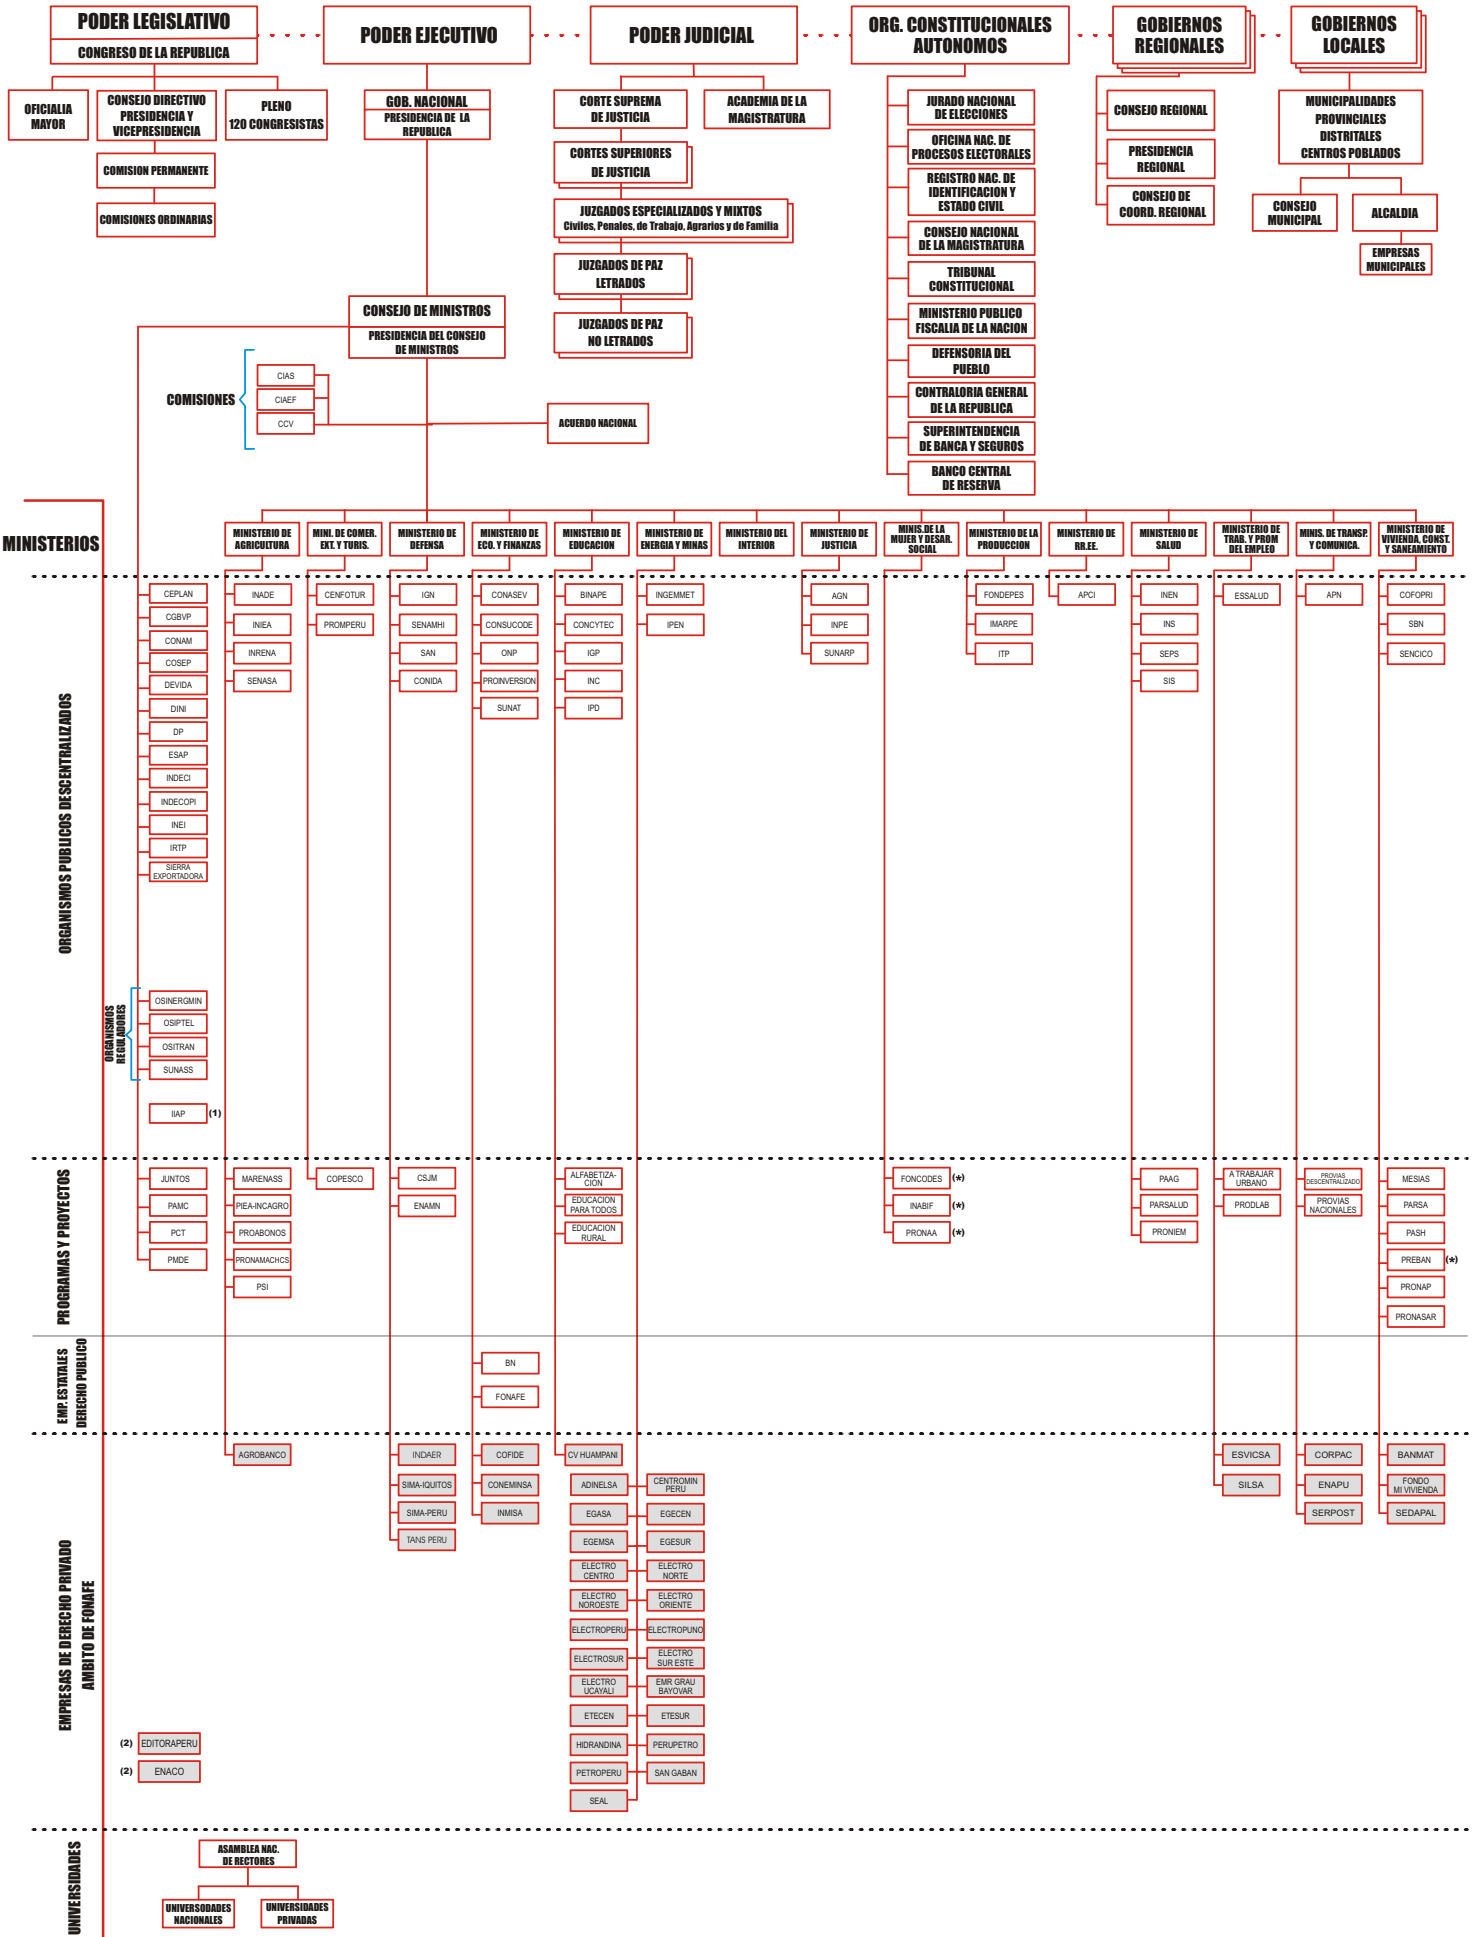 PODER LEGISLATIVO
CONGRESO DE LA REPUBLICA
PODER EJECUTIVO
PODER JUDICIAL
ORG. CONSTITUCIONALES
AUTONOMOS
GOBIERNOS
REGIONALES
GOBIERNOS
LOCALES
OFICIALIA
MAYOR
CONSEJO DIRECTIVO
PRESIDENCIA Y
VICEPRESIDENCIA
PLENO
120 CONGRESISTAS
COMISION PERMANENTE
COMISIONES ORDINARIAS
GOB. NACIONAL
PRESIDENCIA DE LA
REPUBLICA
CORTE SUPREMA
DE JUSTICIA
ACADEMIA DE LA
MAGISTRATURA
CORTES SUPERIORES
DE JUSTICIA
JUZGADOS ESPECIALIZADOS Y MIXTOS
Civiles, Penales, de Trabajo, Agrarios y de Familia
JUZGADOS DE PAZ
LETRADOS
JUZGADOS DE PAZ
NO LETRADOS
JURADO NACIONAL
DE ELECCIONES
OFICINA NAC. DE
PROCESOS ELECTORALES
REGISTRO NAC. DE
IDENTIFICACION Y
ESTADO CIVIL
CONSEJO NACIONAL
DE LA MAGISTRATURA
TRIBUNAL
CONSTITUCIONAL
MINISTERIO PUBLICO
FISCALIA DE LA NACION
DEFENSORIA DEL
PUEBLO
CONTRALORIA GENERAL
DE LA REPUBLICA
SUPERINTENDENCIA
DE BANCA Y SEGUROS
BANCO CENTRAL
DE RESERVA
CONSEJO REGIONAL
PRESIDENCIA
REGIONAL
CONSEJO DE
COORD. REGIONAL
MUNICIPALIDADES
PROVINCIALES
DISTRITALES
CENTROS POBLADOS
CONSEJO
MUNICIPAL
ALCALDIA
EMPRESAS
MUNICIPALES
CONSEJO DE MINISTROS
PRESIDENCIA DEL CONSEJO
DE MINISTROS
COMISIONES
CIAS
CIAEF
CCV
ACUERDO NACIONAL
MINISTERIOS
MINISTERIO DE
AGRICULTURA
MINI. DE COMER.
EXT. Y TURIS.
MINISTERIO DE
DEFENSA
MINISTERIO DE
ECO. Y FINANZAS
MINISTERIO DE
EDUCACION
MINISTERIO DE
ENERGIA Y MINAS
MINISTERIO DEL
INTERIOR
MINISTERIO DE
JUSTICIA
MINIS.DE LA
MUJER Y DESAR.
SOCIAL
MINISTERIO DE LA
PRODUCCION
MINISTERIO DE
RR.EE.
MINISTERIO DE
SALUD
MINISTERIO DE
TRAB. Y PROM
DEL EMPLEO
MINIS. DE TRANSP.
Y COMUNICA.
MINISTERIO DE
VIVIENDA, CONST.
Y SANEAMIENTO
ORGANISMOS PUBLICOS DESCENTRALIZADOS
CEPLAN
CGBVP
CONAM
COSEP
DEVIDA
DINI
DP
ESAP
INDECI
INDECOPI
INEI
IRTP
SIERRA
EXPORTADORA
ORGANISMOS
REGULADORES
OSINERGMIN
OSIPTEL
OSITRAN
SUNASS
IIAP
(1)
INADE
INIEA
INRENA
SENASA
CENFOTUR
PROMPERU
IGN
SENAMHI
SAN
CONIDA
CONASEV
CONSUCODE
ONP
PROINVERSION
SUNAT
BINAPE
CONCYTEC
IGP
INC
IPD
INGEMMET
IPEN
AGN
INPE
SUNARP
FONDEPES
IMARPE
ITP
APCI
INEN
INS
SEPS
SIS
ESSALUD
APN
COFOPRI
SBN
SENCICO
PROGRAMAS Y PROYECTOS
JUNTOS
PAMC
PCT
PMDE
MARENASS
PIEA-INCAGRO
PROABONOS
PRONAMACHCS
PSI
COPESCO
CSJM
ENAMN
ALFABETIZA-
CION
EDUCACION
PARA TODOS
EDUCACION
RURAL
FONCODES
(*)
INABIF
(*)
PRONAA
(*)
PAAG
PARSALUD
PRONIEM
A TRABAJAR
URBANO
PRODLAB
PROVIAS
DESCENTRALIZADO
PROVIAS
NACIONALES
MESIAS
PARSA
PASH
PREBAN
(*)
PRONAP
PRONASAR
EMP. ESTATALES
DERECHO PUBLICO
BN
FONAFE
EMPRESAS DE DERECHO PRIVADO
AMBITO DE FONAFE
(2)
EDITORAPERU
(2)
ENACO
AGROBANCO
INDAER
SIMA-IQUITOS
SIMA-PERU
TANS PERU
COFIDE
CONEMINSA
INMISA
CV HUAMPANI
ADINELSA
CENTROMIN
PERU
EGASA
EGECEN
EGEMSA
EGESUR
ELECTRO
CENTRO
ELECTRO
NORTE
ELECTRO
NOROESTE
ELECTRO
ORIENTE
ELECTROPERU
ELECTROPUNO
ELECTROSUR
ELECTRO
SUR ESTE
ELECTRO
UCAYALI
EMR GRAU
BAYOVAR
ETECEN
ETESUR
HIDRANDINA
PERUPETRO
PETROPERU
SAN GABAN
SEAL
ESVICSA
SILSA
CORPAC
ENAPU
SERPOST
BANMAT
FONDO
MI VIVIENDA
SEDAPAL
UNIVERSIDADES
ASAMBLEA NAC.
DE RECTORES
UNIVERSODADES
NACIONALES
UNIVERSIDADES
PRIVADAS